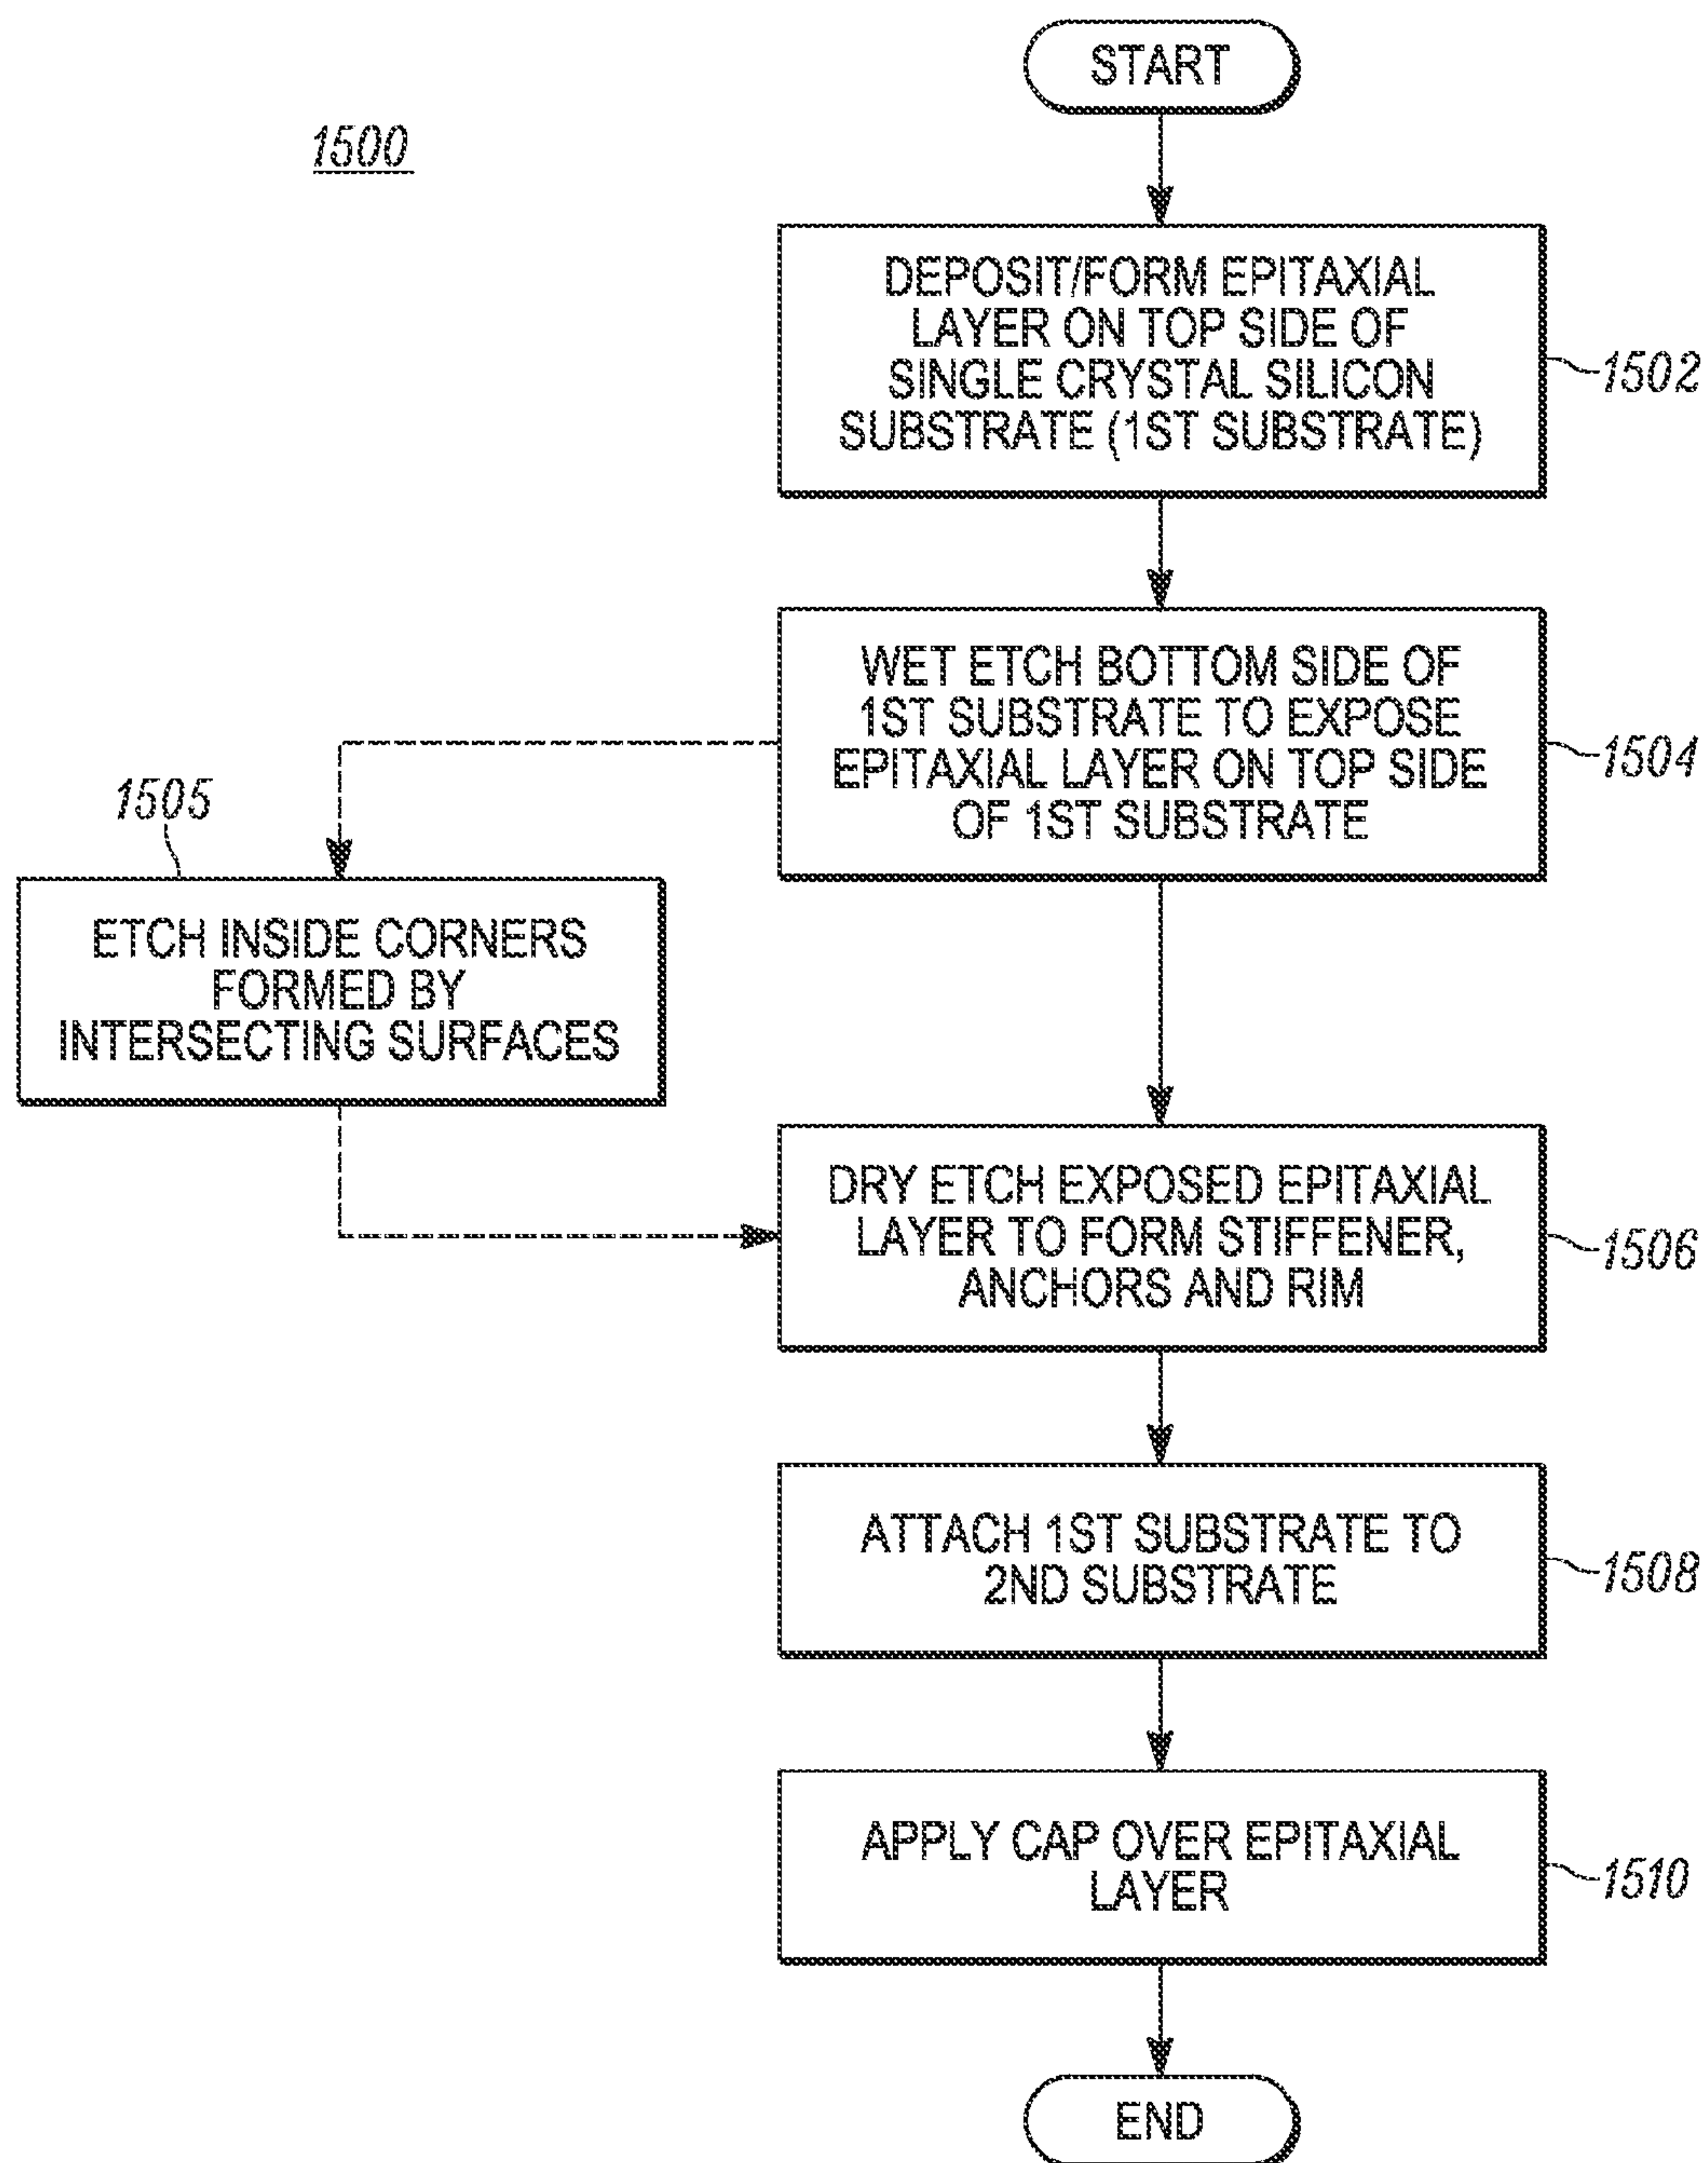 START
1500
DEPOSIT/FORM EPITAXIAL
LAYER ON TOP SIDE OF
SINGLE CRYSTAL SILICON
SUBSTRATE (1ST SUBSTRATE)
1502
WET ETCH BOTTOM SIDE OF
1ST SUBSTRATE TO EXPOSE
EPITAXIAL LAYER ON TOP SIDE
OF 1ST SUBSTRATE
1504
1505
ETCH INSIDE CORNERS
FORMED BY
INTERSECTING SURFACES
DRY ETCH EXPOSED EPITAXIAL
LAYER TO FORM STIFFENER,
ANCHORS AND RIM
1506
ATTACH 1ST SUBSTRATE TO
2ND SUBSTRATE
1508
APPLY CAP OVER EPITAXIAL
LAYER
1510
END